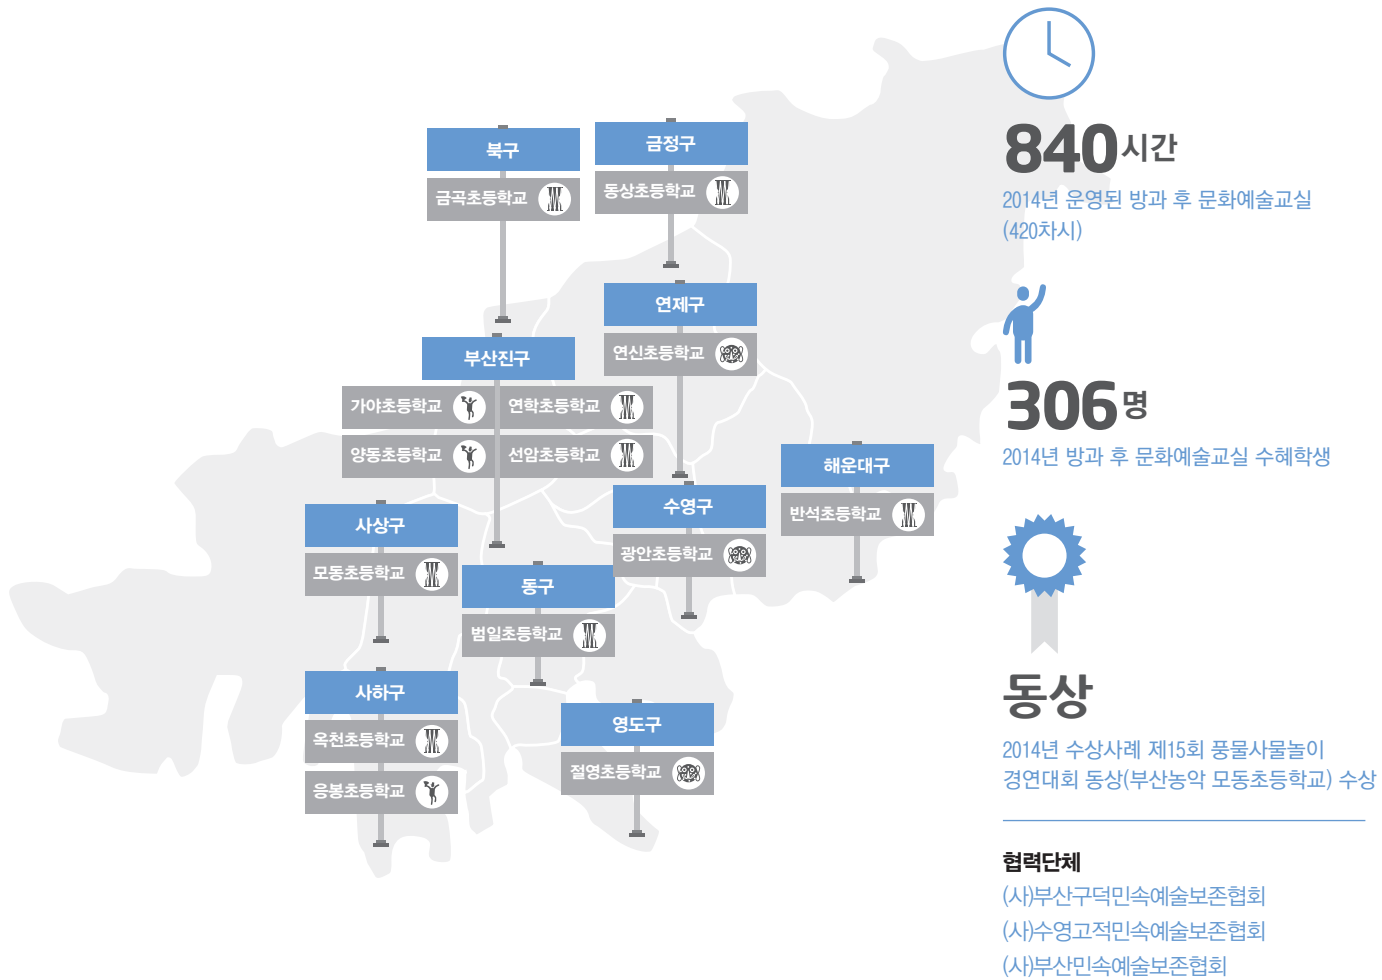 북구
금곡초등학교
금정구
동상초등학교
연제구
연신초등학교
부산진구
가야초등학교
연학초등학교
양동초등학교
선암초등학교
해운대구
반석초등학교
수영구
광안초등학교
사상구
모동초등학교
동구
범일초등학교
사하구
옥천초등학교
응봉초등학교
영도구
절영초등학교
840시간
2014년 운영된 방과 후 문화예술교실
(420차시)
306명
2014년 방과 후 문화예술교실 수혜학생
동상
2014년 수상사례 제15회 풍물사물놀이
경연대회 동상(부산농악 모동초등학교) 수상
협력단체
(사)부산구덕민속예술보존협회
(사)수영고적민속예술보존협회
(사)부산민속예술보존협회